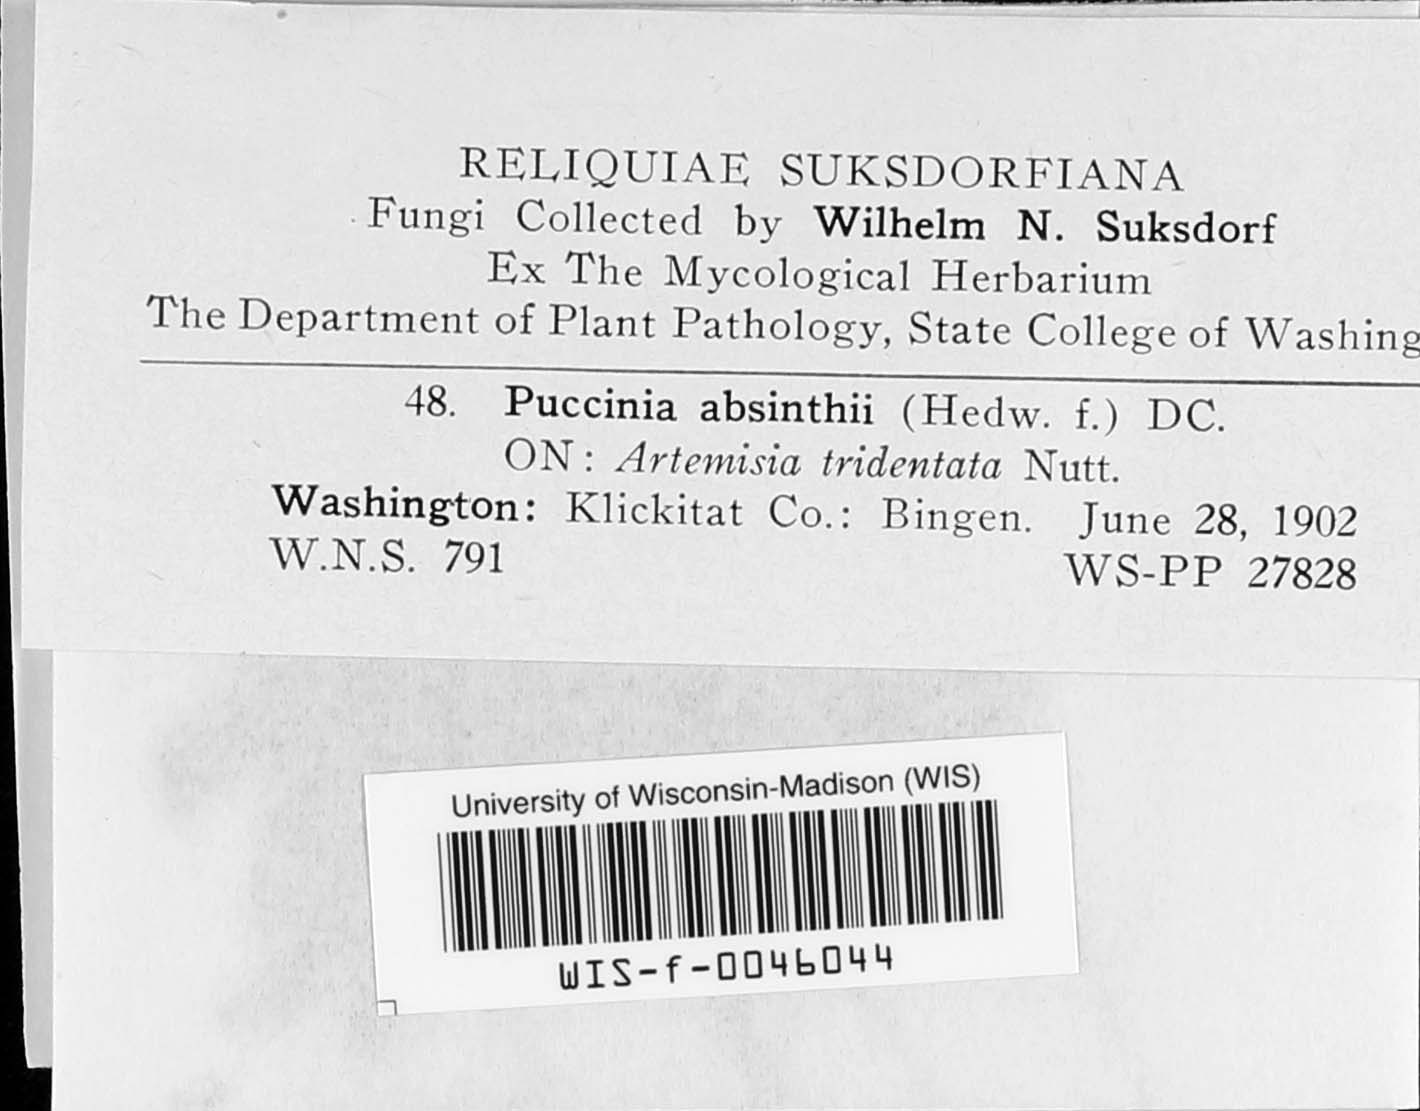 RELIQUIAE SUKSDORFIANA
Fungi Collected by Wilhelm N. Suksdorf
Ex The Mycological Herbarium
The Department of Plant Pathology, State College of Washing
48. Puccinia absinthii (Hedw. f.) DC.
ON: Artemisia tridentata Nutt.
Washington: Klickitat Co.: Bingen. June 28, 1902
W.N.S. 791 WS-PP 27828
University of Wisconsin-Madison (WIS)
WIS-f-0046044